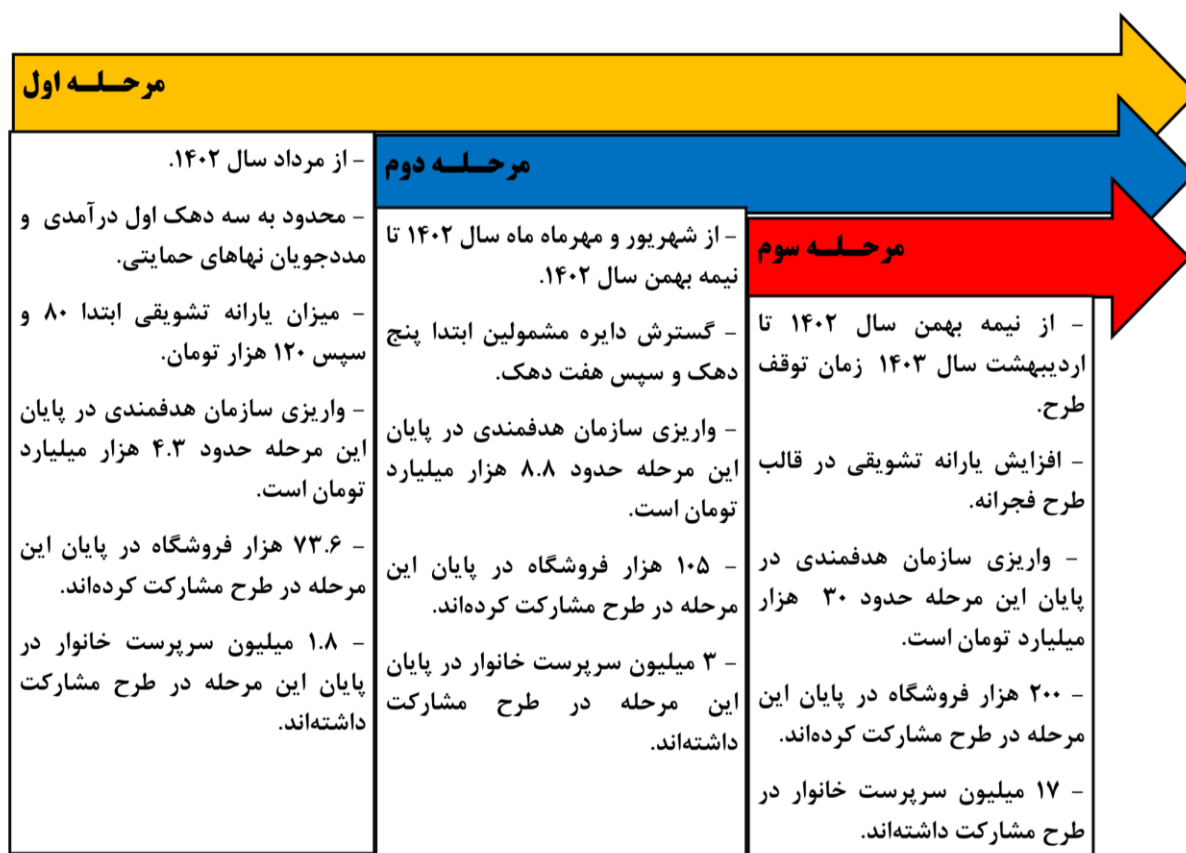 مرحـلـــه اول
- از مرداد سال ۱۴۰۲.
- محدود به سه دهک اول درآمدی و
مددجویان نهاهای حمایتی.
- میزان یارانه تشویقی ابتدا ۸۰ و
سپس ۱۲۰ هزار تومان.
- واریزی سازمان هدفمندی در پایان
این مرحله حدود ۴.۳ هزار میلیارد
تومان است.
- ۷۳.۶ هزار فروشگاه در پایان این
مرحله در طرح مشارکت کرده‌اند.
- ۱.۸ میلیون سرپرست خانوار در
پایان این مرحله در طرح مشارکت
داشته‌اند.
مرحـلـــه دوم
- از شهریور و مهرماه ماه سال ۱۴۰۲ تا
نیمه بهمن سال ۱۴۰۲.
- گسترش دایره مشمولین ابتدا پنج
دهک و سپس هفت دهک.
- واریزی سازمان هدفمندی در پایان
این مرحله حدود ۸.۸ هزار میلیارد
تومان است.
- ۱۰۵ هزار فروشگاه در پایان این
مرحله در طرح مشارکت کرده‌اند.
- ۳ میلیون سرپرست خانوار در پایان
این مرحله در طرح مشارکت
داشته‌اند.
مرحـلـــه سوم
- از نیمه بهمن سال ۱۴۰۲ تا
اردیبهشت سال ۱۴۰۳ زمان توقف
طرح.
- افزایش یارانه تشویقی در قالب
طرح فجرانه.
- واریزی سازمان هدفمندی در
پایان این مرحله حدود ۳۰ هزار
میلیارد تومان است.
- ۲۰۰ هزار فروشگاه در پایان این
مرحله در طرح مشارکت کرده‌اند.
- ۱۷ میلیون سرپرست خانوار در
طرح مشارکت داشته‌اند.